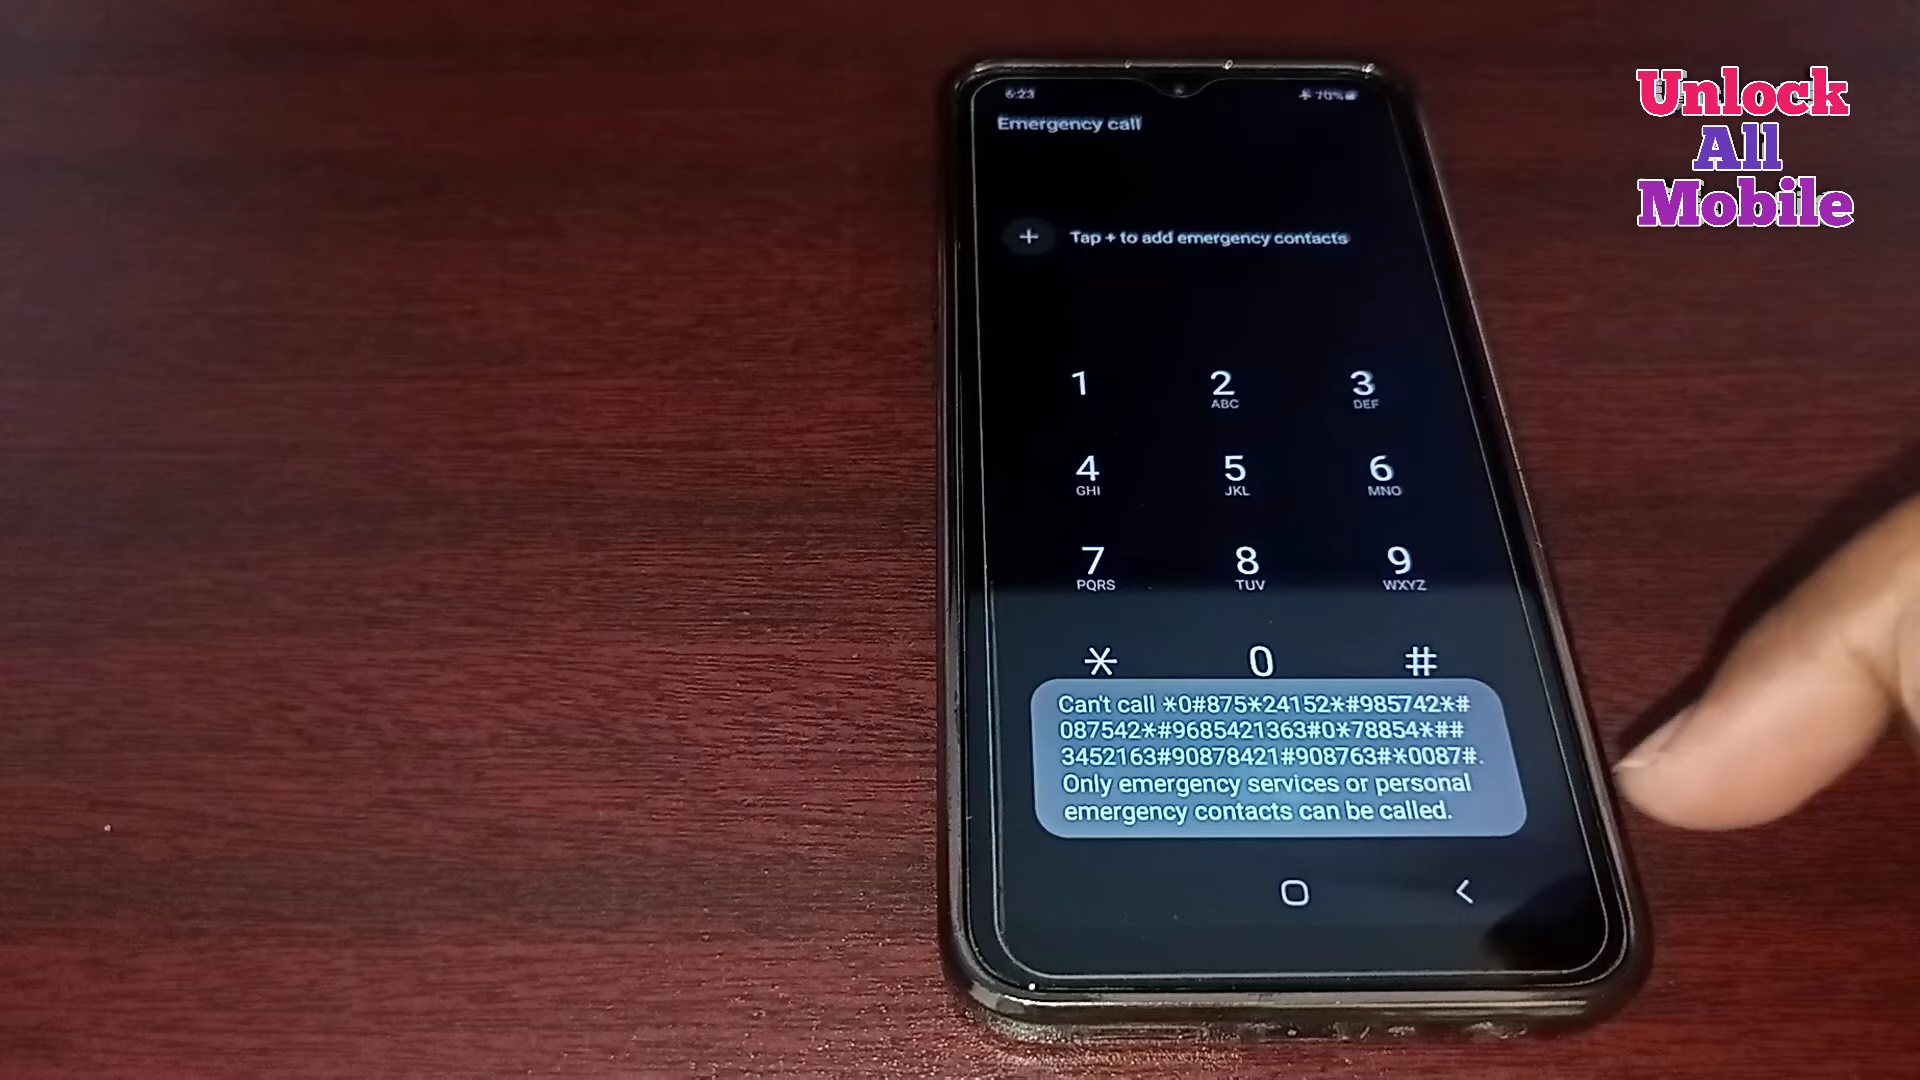 Unlock
All
Mobile
6:23
70%
Emergency call
+ Tap + to add emergency contacts
1 2 3
ABC DEF
4 5 6
GHI JKL MNO
7 8 9
PQRS TUV WXYZ
* 0 #
Can't call *0#875*24152*#985742*#
087542*#9685421363#0*78854*##
3452163#90878421#908763#*0087#.
Only emergency services or personal
emergency contacts can be called.